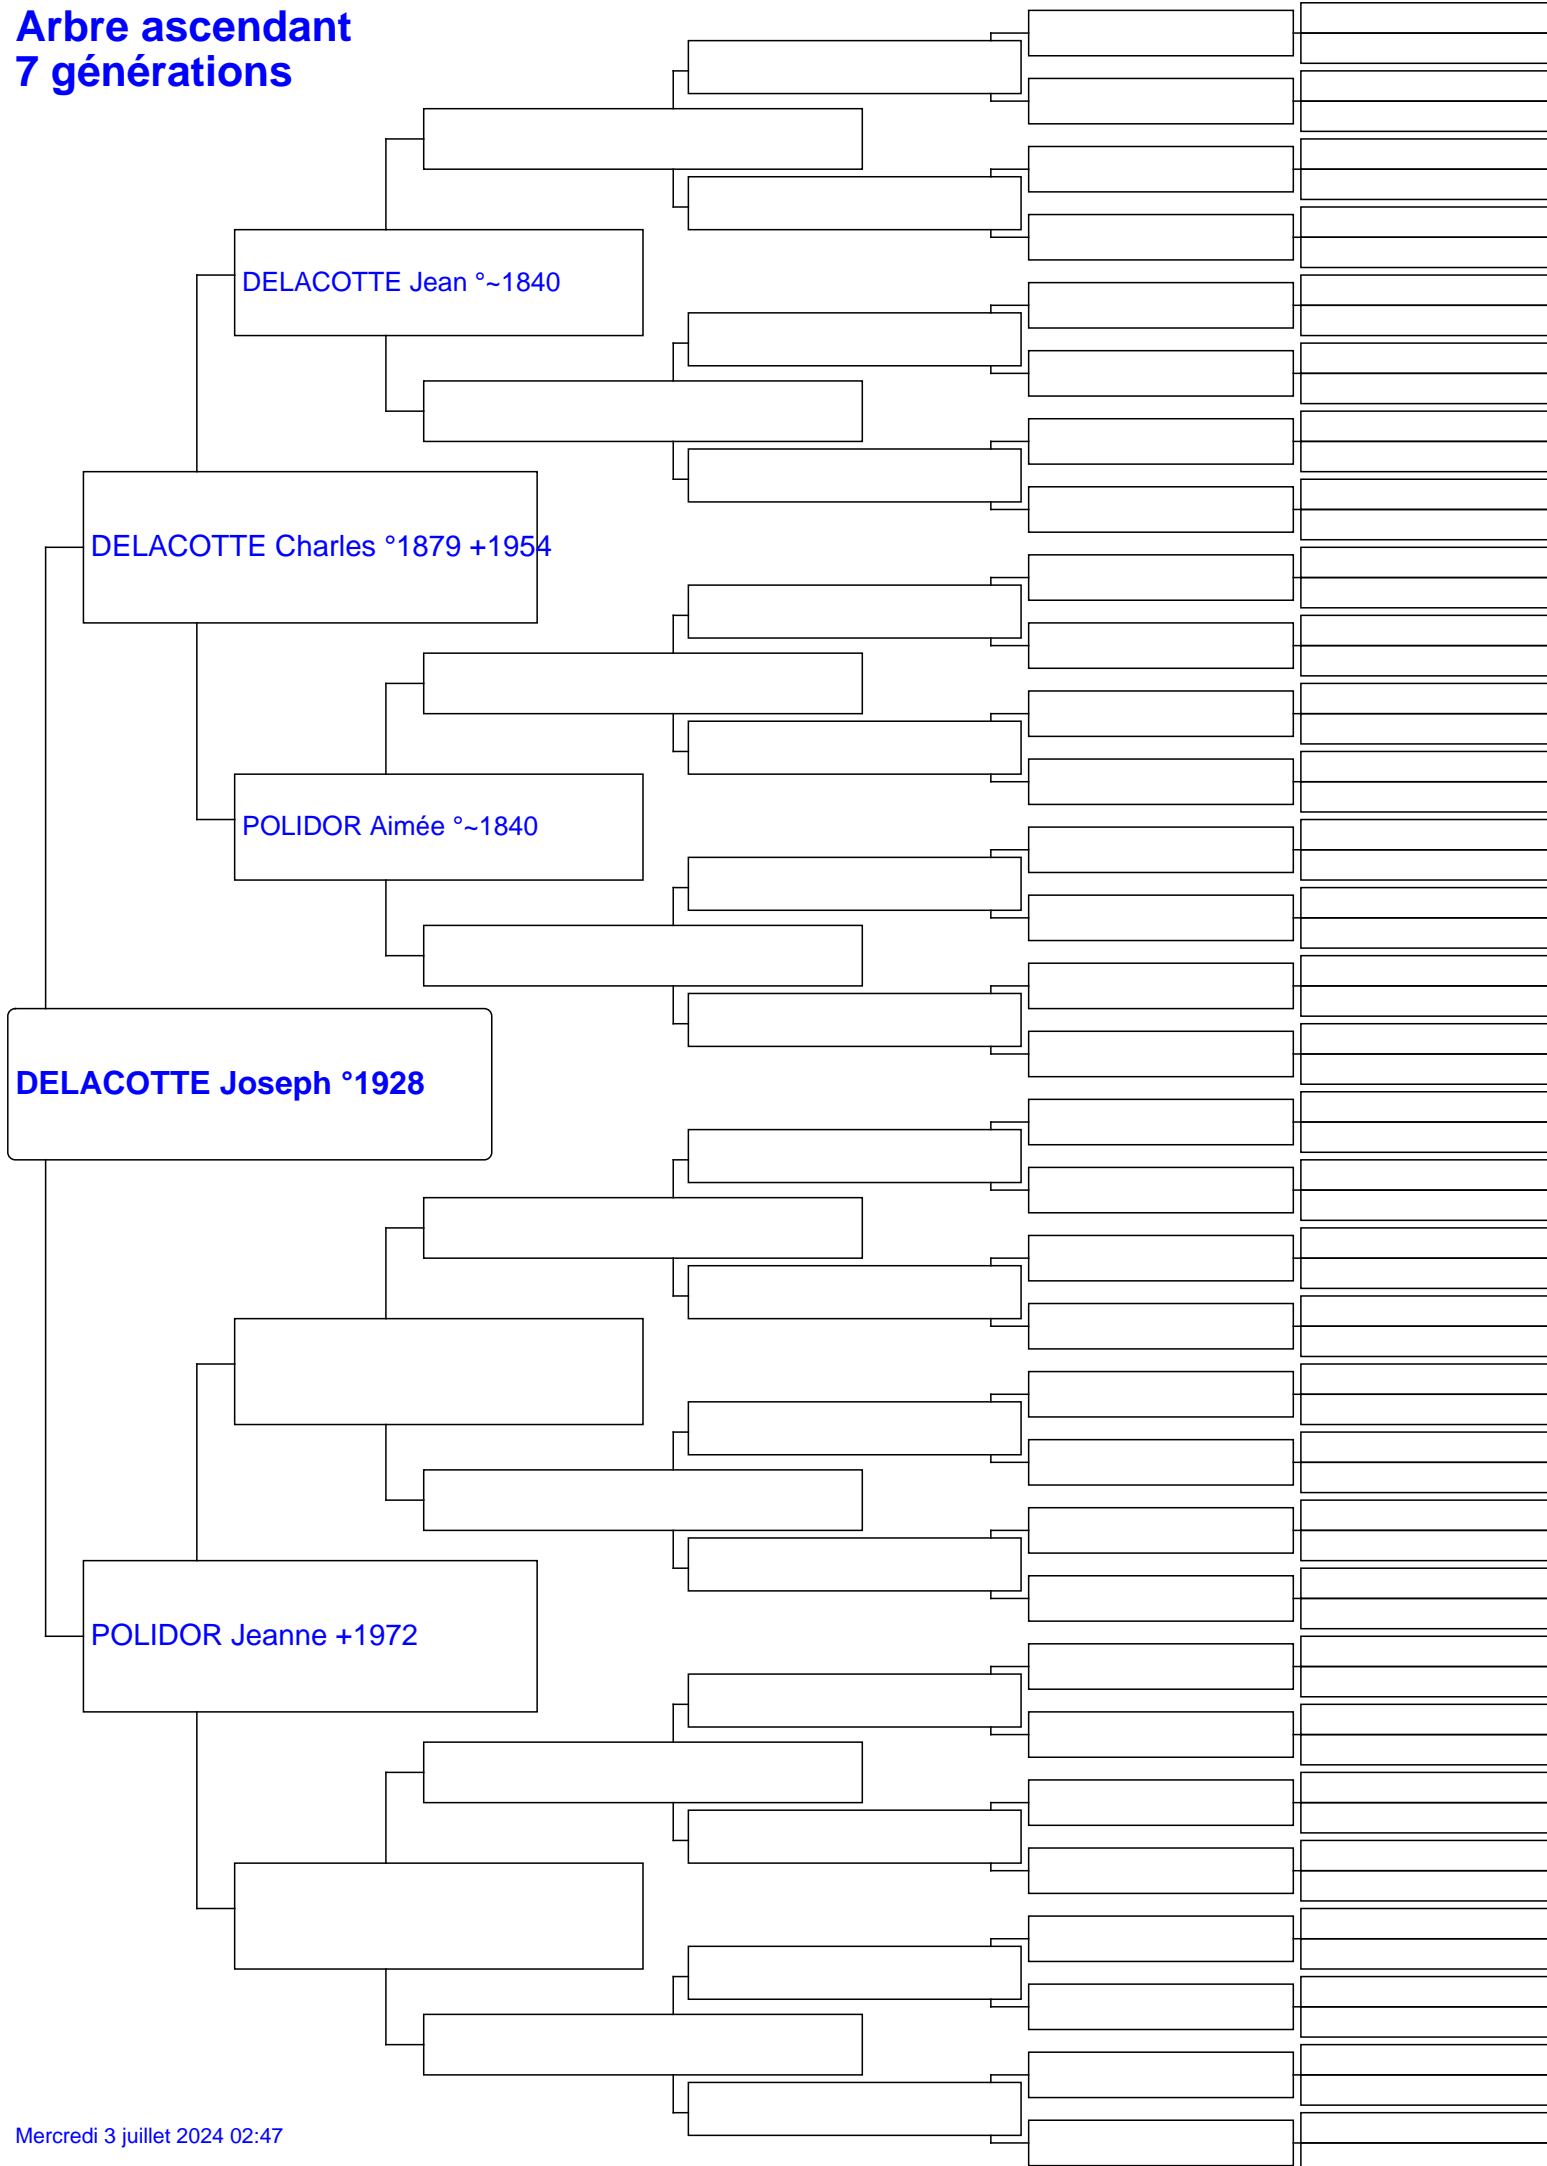 Arbre ascendant
7 générations
DELACOTTE Jean °~1840
DELACOTTE Charles °1879 +1954
POLIDOR Aimée °~1840
DELACOTTE Joseph °1928
POLIDOR Jeanne +1972
Mercredi 3 juillet 2024 02:47